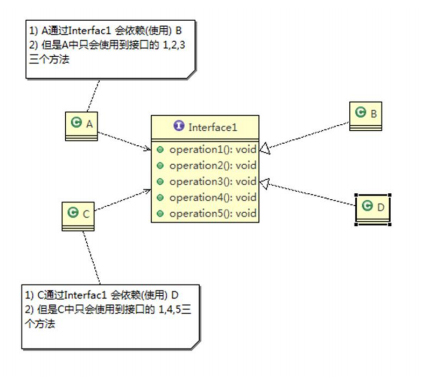 1) A通过Interfac1 会依赖(使用) B
2) 但是A中只会使用到接口的 1,2,3
三个方法
C A
I Interface1
C B
operation1(): void
operation2(): void
operation3(): void
operation4(): void
operation5(): void
C C
C D
1) C通过Interfac1 会依赖(使用) D
2) 但是C中只会使用到接口的 1,4,5三
个方法